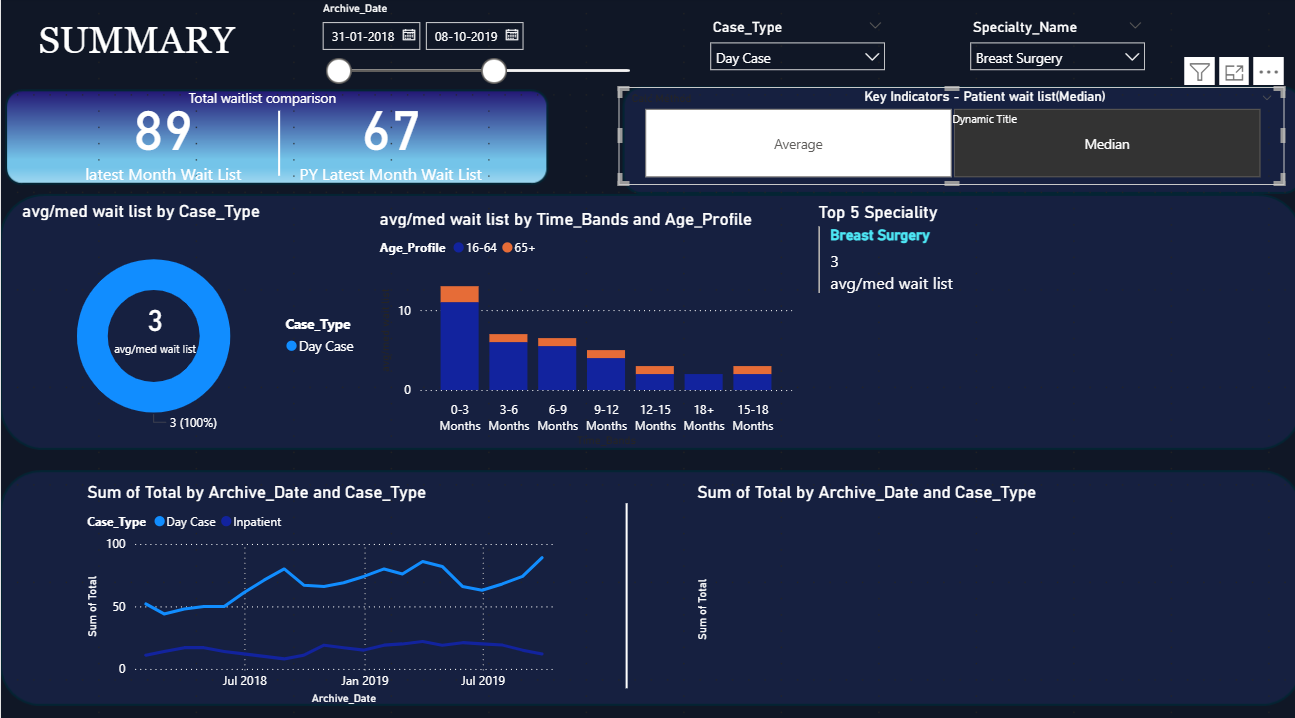 SUMMARY
Archive_Date
31-01-2018
08-10-2019
Case_Type
Day Case
Specialty_Name
Breast Surgery
Total waitlist comparison
89
latest Month Wait List
67
PY Latest Month Wait List
Key Indicators - Patient wait list(Median)
Average
Dynamic Title
Median
avg/med wait list by Case_Type
3
avg/med wait list
3 (100%)
Case_Type
Day Case
avg/med wait list by Time_Bands and Age_Profile
Age_Profile 16-64 65+
10
0
0-3 Months
3-6 Months
6-9 Months
9-12 Months
12-15 Months
18+ Months
15-18 Months
Top 5 Speciality
Breast Surgery
3
avg/med wait list
Sum of Total by Archive_Date and Case_Type
Case_Type Day Case Inpatient
Sum of Total
100
50
0
Jul 2018
Jan 2019
Jul 2019
Archive_Date
Sum of Total by Archive_Date and Case_Type
Sum of Total